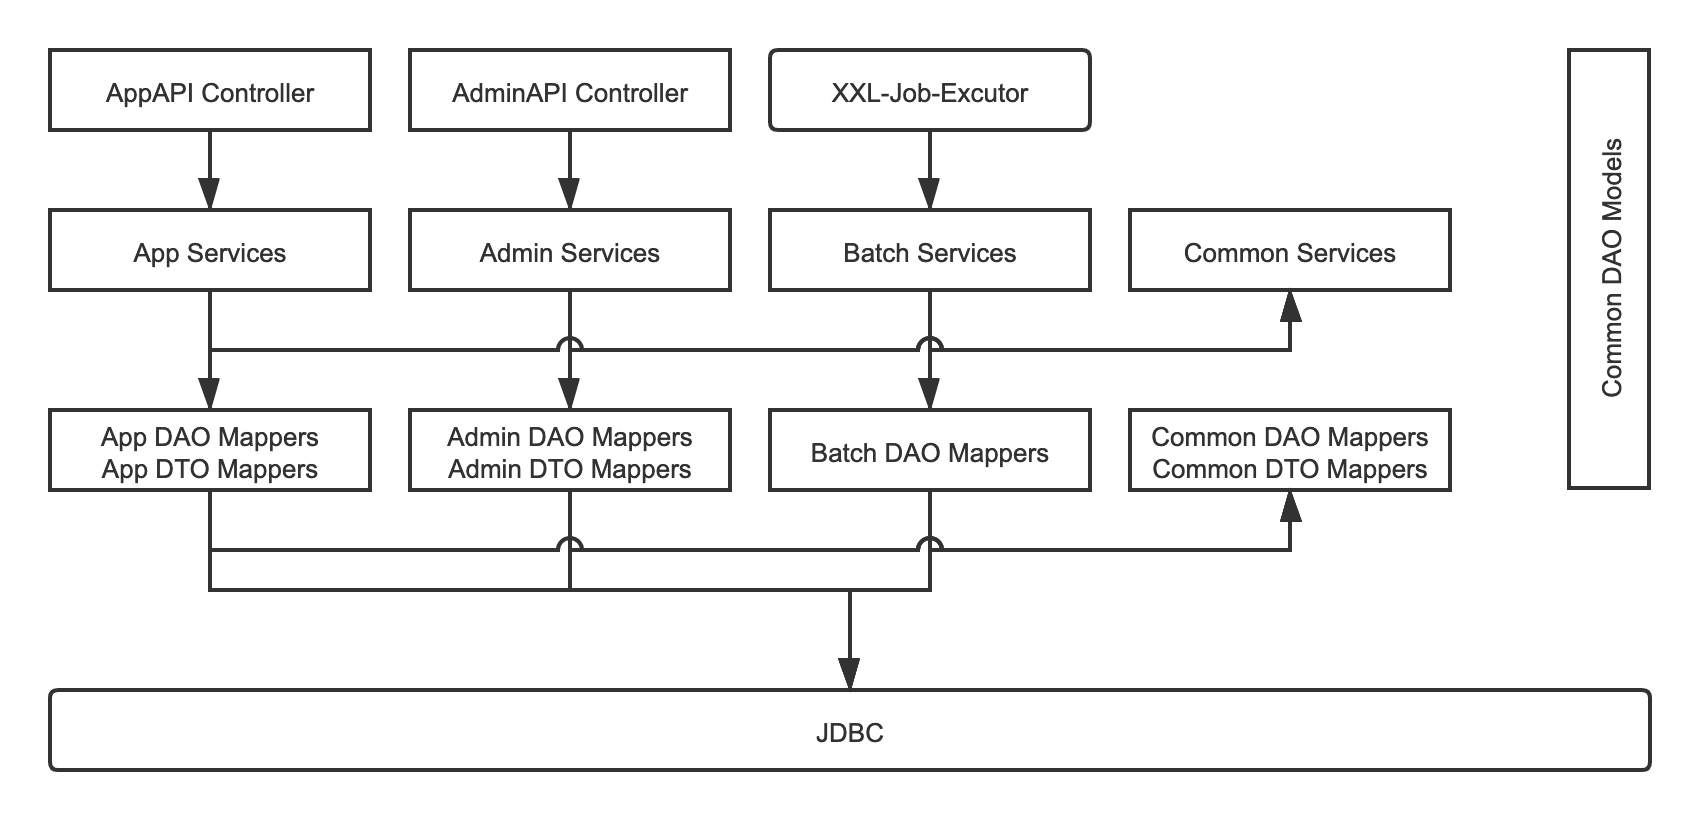 AppAPI Controller
AdminAPI Controller
XXL-Job-Excutor
Common DAO Models
App Services
Admin Services
Batch Services
Common Services
App DAO Mappers
App DTO Mappers
Admin DAO Mappers
Admin DTO Mappers
Batch DAO Mappers
Common DAO Mappers
Common DTO Mappers
JDBC